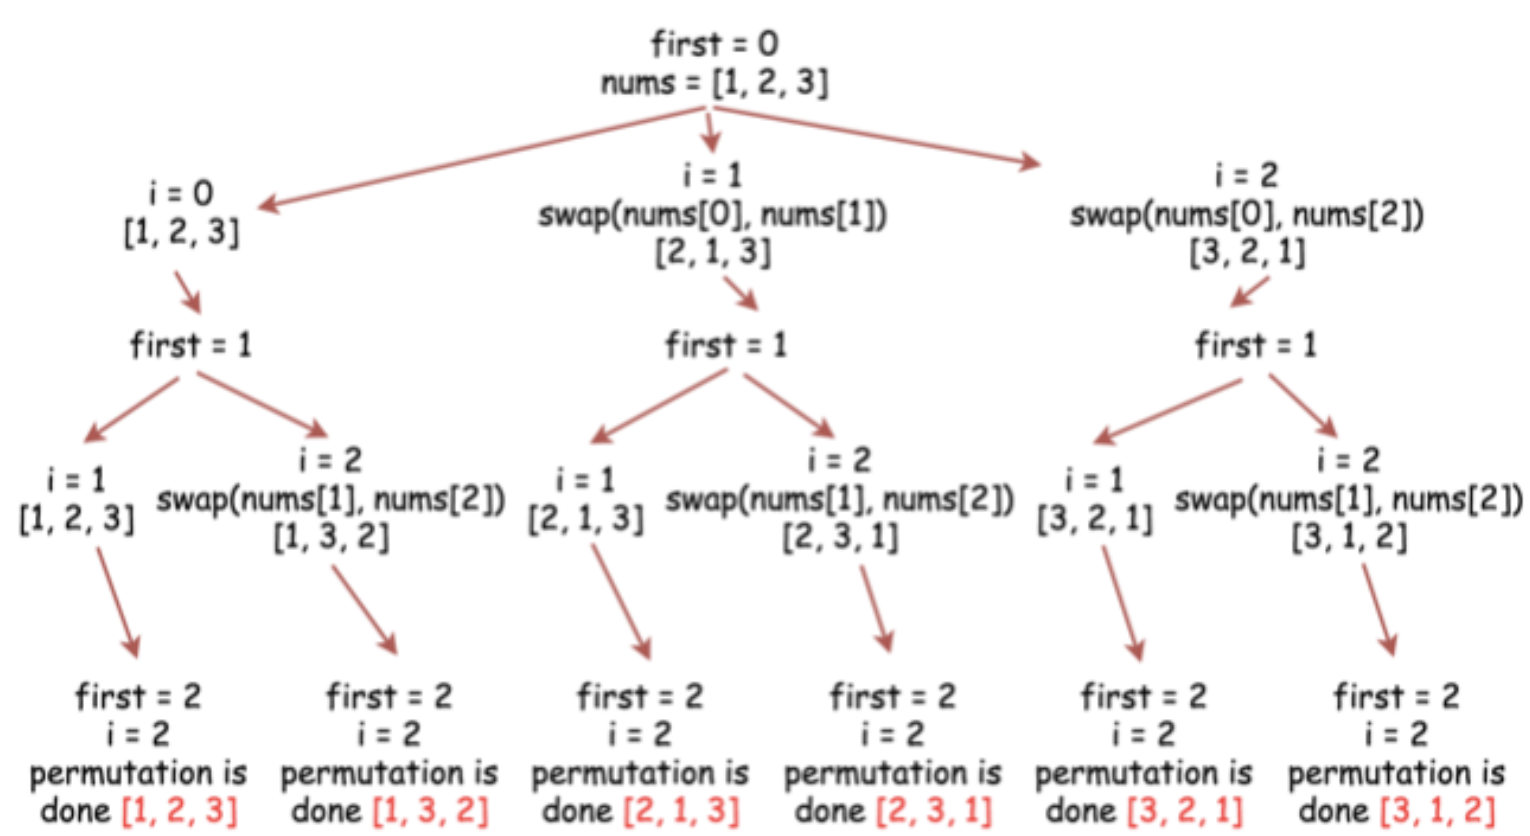 first = 0
nums = [1, 2, 3]
i = 0
[1, 2, 3]
i = 1
swap(nums[0], nums[1])
[2, 1, 3]
i = 2
swap(nums[0], nums[2])
[3, 2, 1]
first = 1
first = 1
first = 1
i = 1
[1, 2, 3]
i = 2
swap(nums[1], nums[2])
[1, 3, 2]
i = 1
[2, 1, 3]
i = 2
swap(nums[1], nums[2])
[2, 3, 1]
i = 1
[3, 2, 1]
i = 2
swap(nums[1], nums[2])
[3, 1, 2]
first = 2
i = 2
permutation is
done [1, 2, 3]
first = 2
i = 2
permutation is
done [1, 3, 2]
first = 2
i = 2
permutation is
done [2, 1, 3]
first = 2
i = 2
permutation is
done [2, 3, 1]
first = 2
i = 2
permutation is
done [3, 2, 1]
first = 2
i = 2
permutation is
done [3, 1, 2]